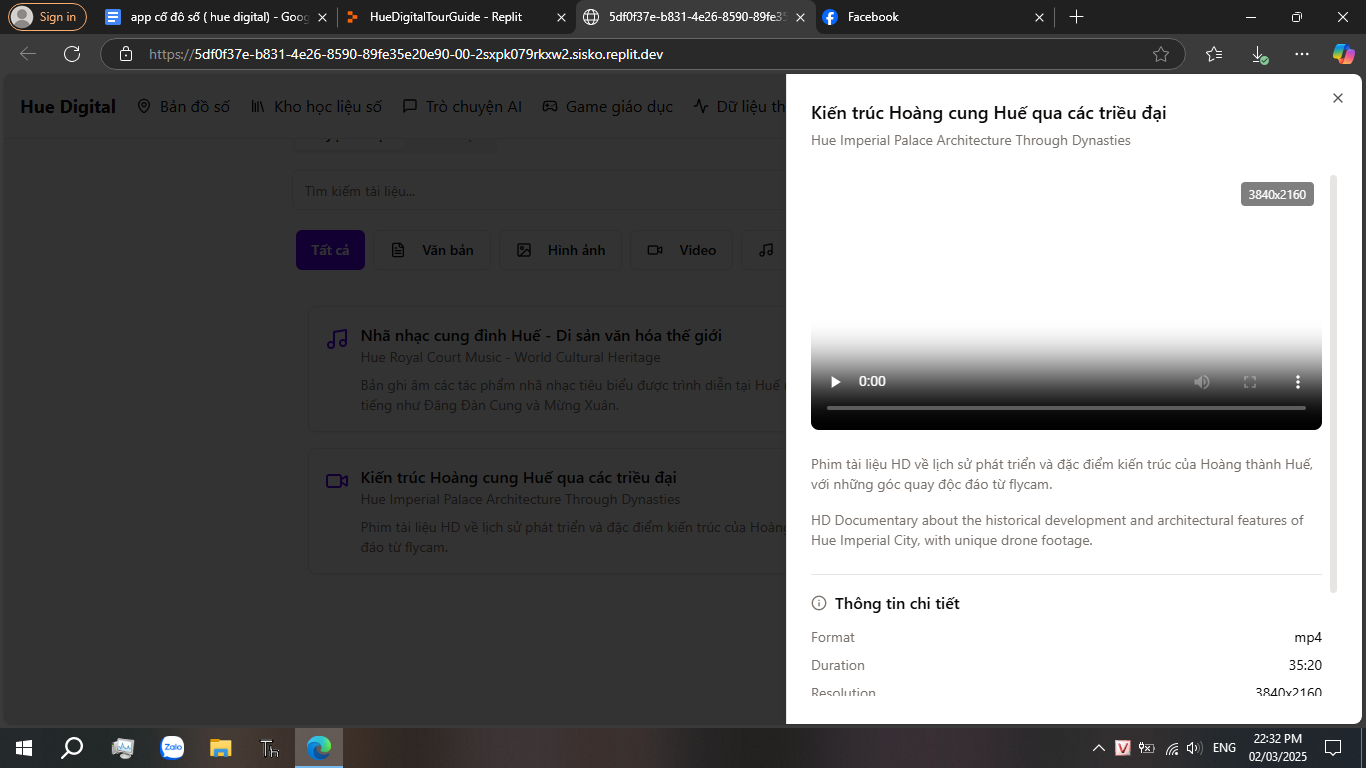 Sign in
app cố đô số ( hue digital) - Goog
HueDigitalTourGuide - Replit
5df0f37e-b831-4e26-8590-89fe35
Facebook
https://5df0f37e-b831-4e26-8590-89fe35e20e90-00-2sxpk079rkxw2.sisko.replit.dev
Hue Digital
Bản đồ số
Kho học liệu số
Trò chuyện AI
Game giáo dục
Dữ liệu th
Tìm kiếm tài liệu...
Tất cả
Văn bản
Hình ảnh
Video
Nhã nhạc cung đình Huế - Di sản văn hóa thế giới
Hue Royal Court Music - World Cultural Heritage
Bản ghi âm các tác phẩm nhã nhạc tiêu biểu được trình diễn tại Huế
tiếng như Đăng Đàn Cung và Mừng Xuân.
Kiến trúc Hoàng cung Huế qua các triều đại
Hue Imperial Palace Architecture Through Dynasties
Phim tài liệu HD về lịch sử phát triển và đặc điểm kiến trúc của Hoàng
đáo từ flycam.
Kiến trúc Hoàng cung Huế qua các triều đại
Hue Imperial Palace Architecture Through Dynasties
3840x2160
0:00
Phim tài liệu HD về lịch sử phát triển và đặc điểm kiến trúc của Hoàng thành Huế,
với những góc quay độc đáo từ flycam.
HD Documentary about the historical development and architectural features of
Hue Imperial City, with unique drone footage.
Thông tin chi tiết
Format
mp4
Duration
35:20
Resolution
3840x2160
Zalo
Th
V
ENG
22:32 PM
02/03/2025